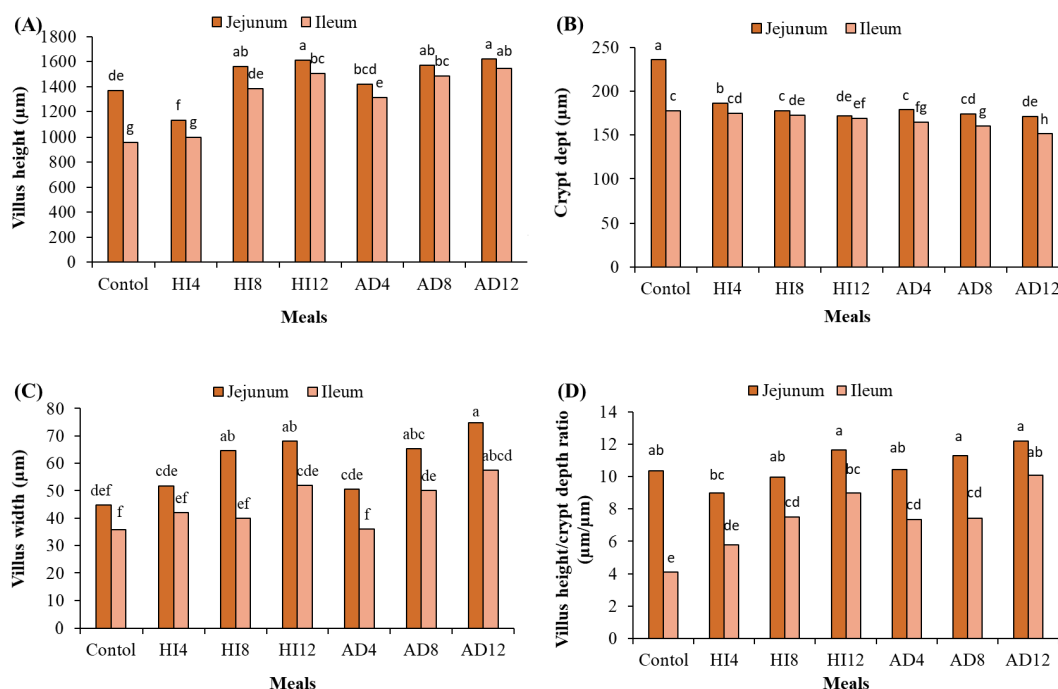 (A)
Jejunum Ileum
Villus height (µm)
1800
1600
1400
1200
1000
800
600
400
200
0
de g f g ab de a bc bcd e ab bc a ab
Contol HI4 HI8 HI12 AD4 AD8 AD12
Meals
(B)
Jejunum Ileum
Crypt dept (µm)
250
200
150
100
50
0
a c b cd c de de ef c fg cd g de h
Contol HI4 HI8 HI12 AD4 AD8 AD12
Meals
(C)
Jejunum Ileum
Villus width (µm)
80
70
60
50
40
30
20
10
0
def f cde ef ab ef ab cde cde f abc de a abcd
Contol HI4 HI8 HI12 AD4 AD8 AD12
Meals
(D)
Jejunum Ileum
Villus height/crypt depth ratio
(µm/µm)
14
12
10
8
6
4
2
0
ab e bc de ab cd a bc ab cd a cd a ab
Contol HI4 HI8 HI12 AD4 AD8 AD12
Meals